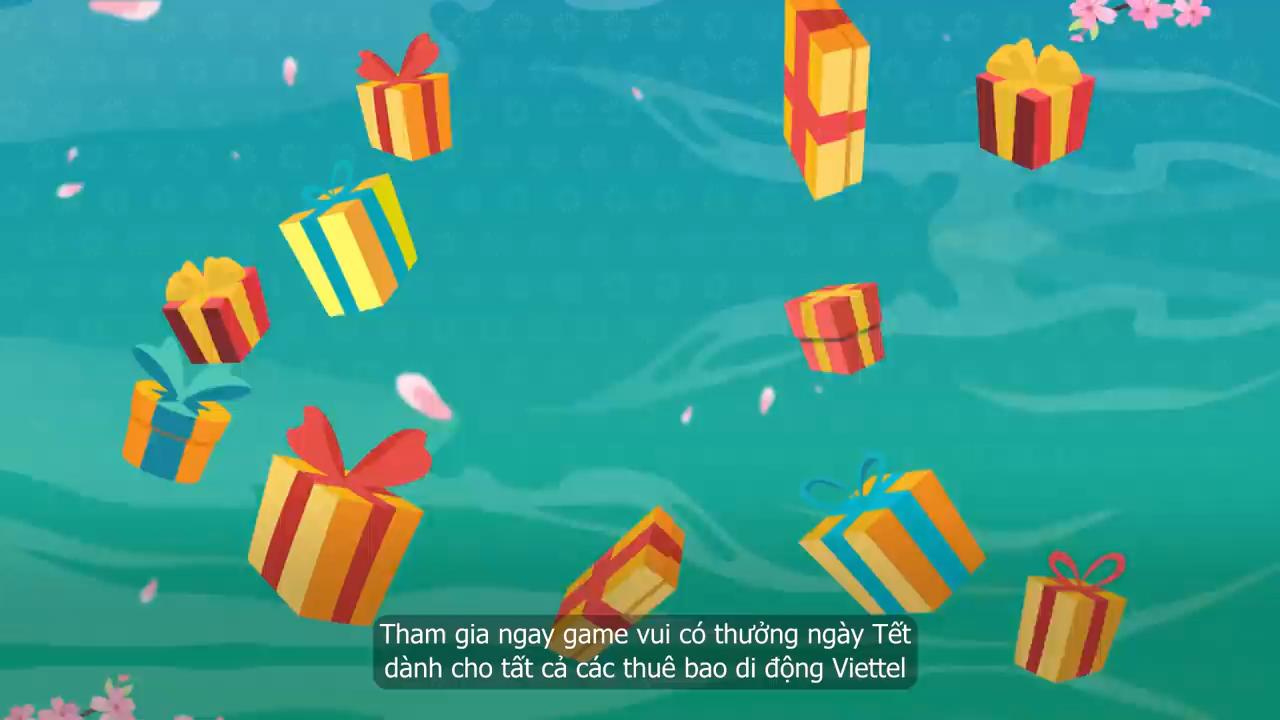 Tham gia ngay game vui có thưởng ngày Tết
dành cho tất cả các thuê bao di động Viettel